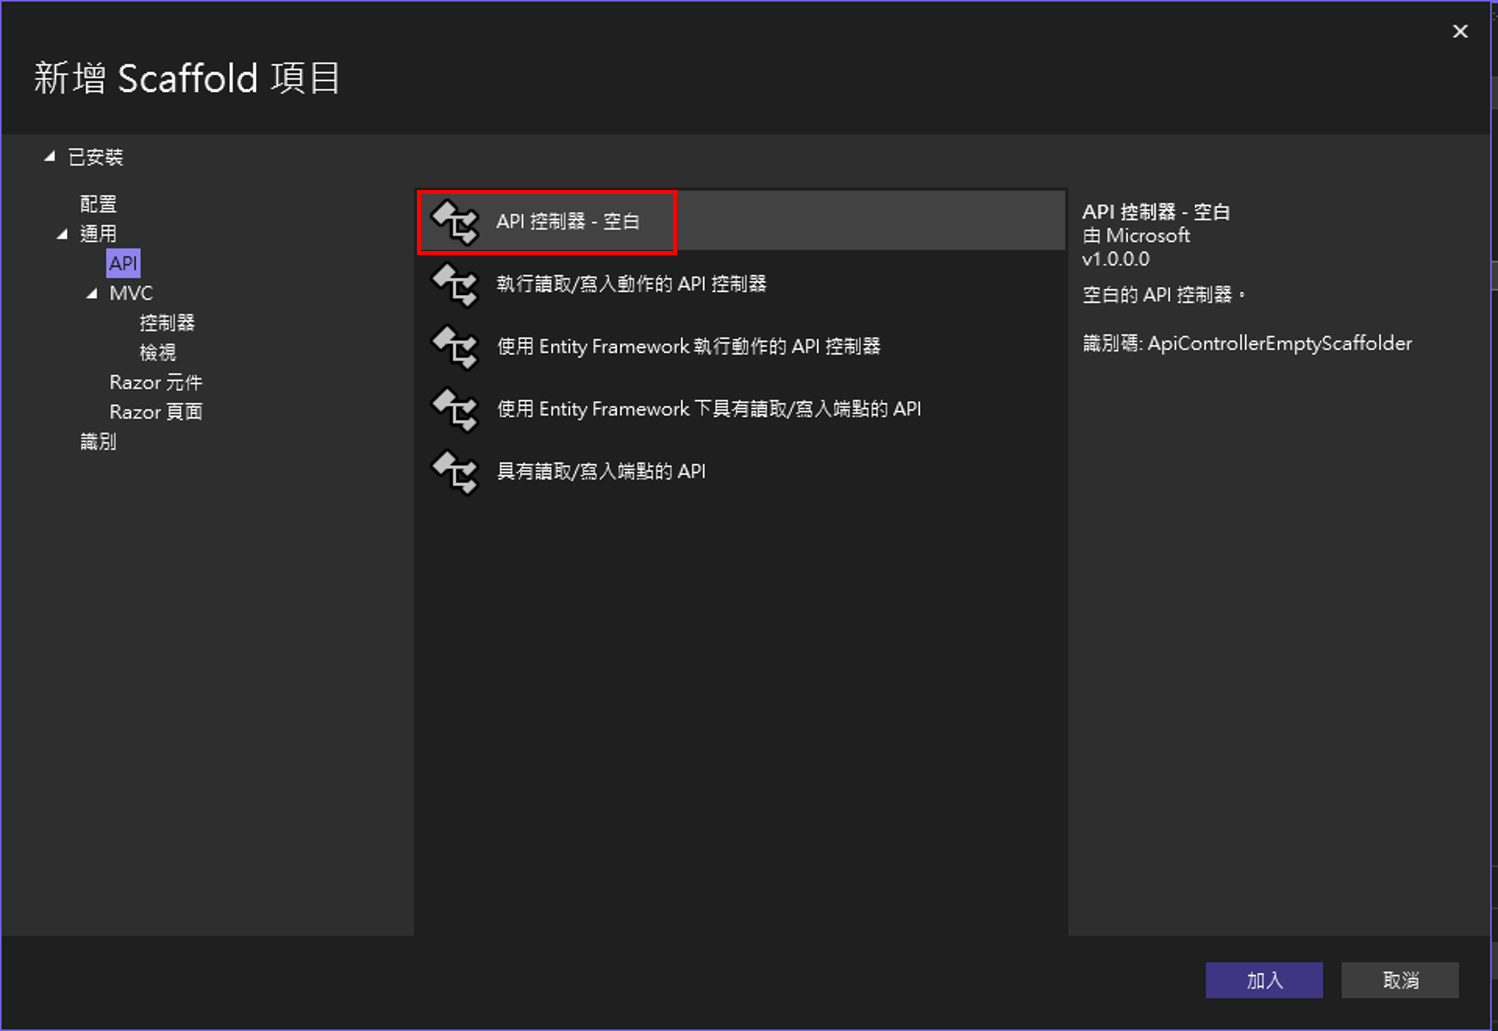 新增 Scaffold 項目
已安裝
配置
通用
API
MVC
控制器
檢視
Razor 元件
Razor 頁面
識別
API 控制器 - 空白
執行讀取/寫入動作的 API 控制器
使用 Entity Framework 執行動作的 API 控制器
使用 Entity Framework 下具有讀取/寫入端點的 API
具有讀取/寫入端點的 API
API 控制器 - 空白
由 Microsoft
v1.0.0.0
空白的 API 控制器。
識別碼: ApiControllerEmptyScaffolder
加入
取消